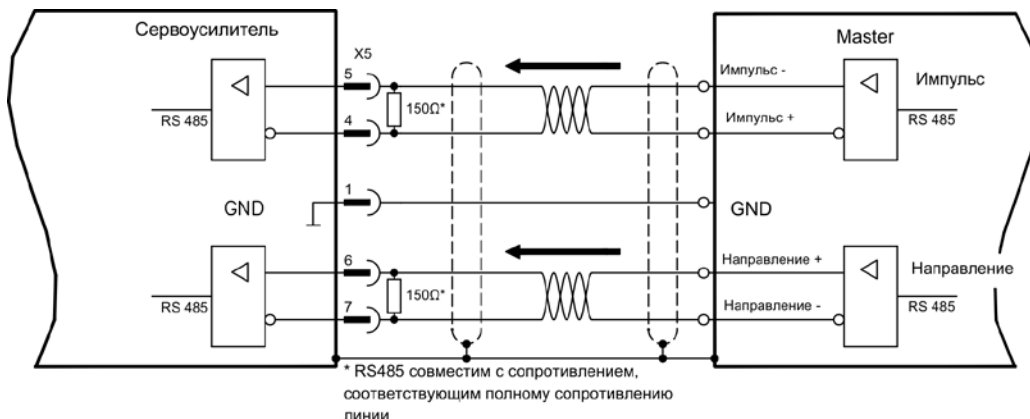 Сервоусилитель
X5
Master
5
Импульс -
Импульс
RS 485
150Ω*
4
Импульс +
RS 485
1
GND
GND
6
Направление +
Направление
RS 485
150Ω*
7
Направление -
RS 485
* RS485 совместим с сопротивлением,
соответствующим полному сопротивлению
линии